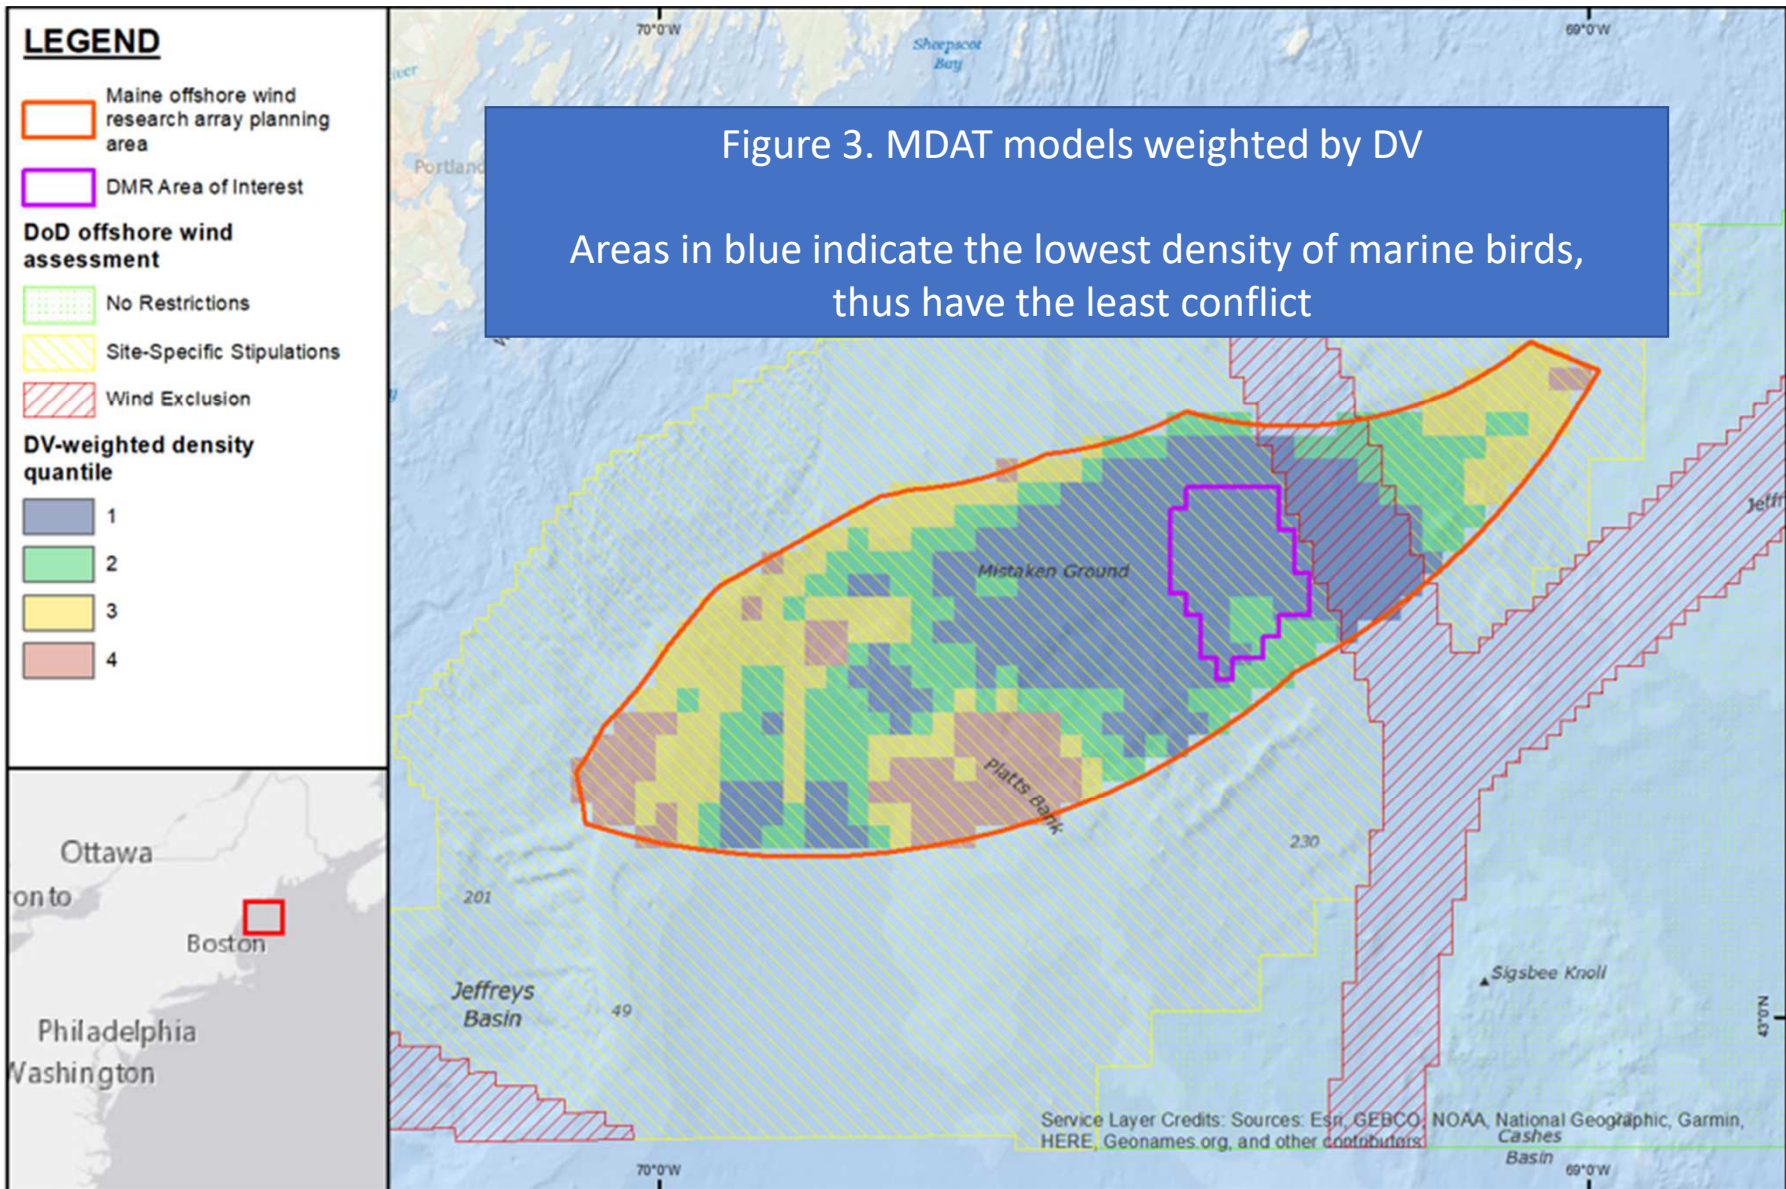 LEGEND
Maine offshore wind
research array planning
area
DMR Area of Interest
DoD offshore wind
assessment
No Restrictions
Site-Specific Stipulations
Wind Exclusion
DV-weighted density
quantile
1
2
3
4
Ottawa
onto
Boston
Philadelphia
Washington
70°0'W
69°0'W
Sheepscot
Bay
Portland
Figure 3. MDAT models weighted by DV
Areas in blue indicate the lowest density of marine birds,
thus have the least conflict
Mistaken Ground
Platts Bank
230
201
Jeffreys
Basin
49
Sigsbee Knoll
43°0'N
Service Layer Credits: Sources: Esri, GEBCO, NOAA, National Geographic, Garmin,
HERE, Geonames.org, and other contributors
Cashes
Basin
70°0'W
69°0'W